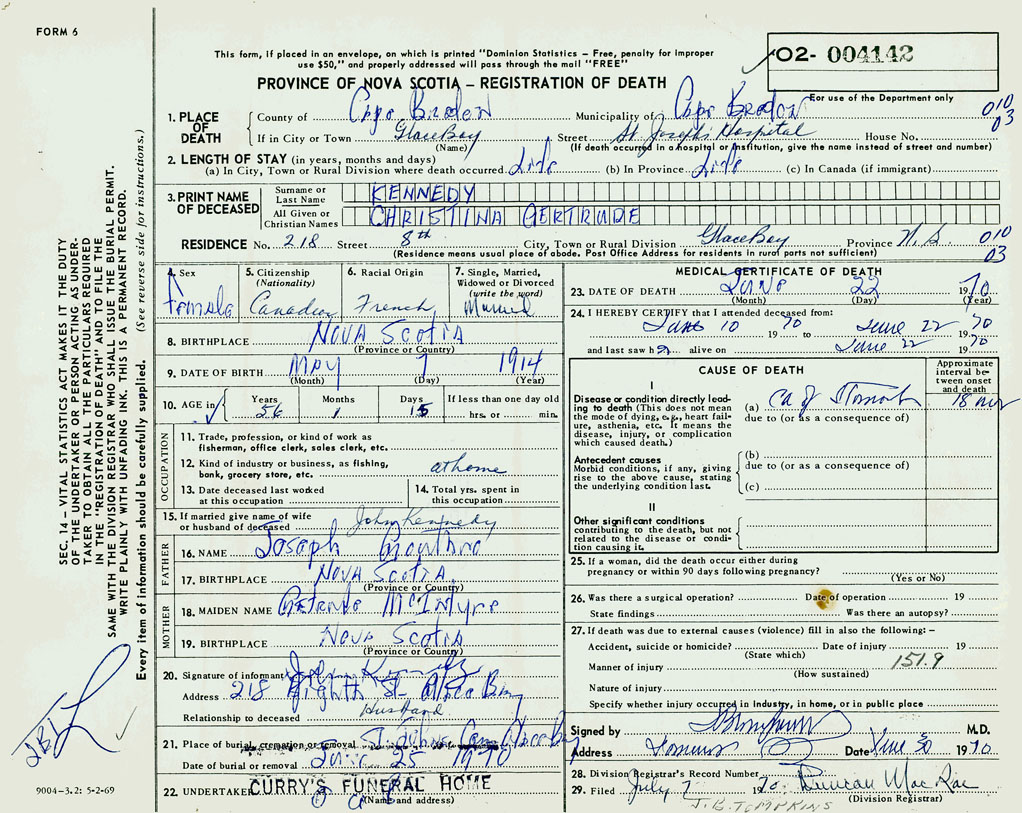 FORM 6
This form, if placed in an envelope, on which is printed "Dominion Statistics – Free, penalty for improper
use $50," and properly addressed will pass through the mail "FREE"
O2- 004142
PROVINCE OF NOVA SCOTIA – REGISTRATION OF DEATH
For use of the Department only
1. PLACE OF DEATH
County of Cape Breton Municipality of Cape Breton 010
03
If in City or Town Glace Bay Street St. Joseph's Hospital House No.
(Name) (If death occurred in a hospital or institution, give the name instead of street and number)
2. LENGTH OF STAY (in years, months and days)
(a) In City, Town or Rural Division where death occurred Life (b) In Province Life (c) In Canada (if immigrant)
3. PRINT NAME OF DECEASED
Surname or Last Name KENNEDY
All Given or Christian Names CHRISTINA GERTRUDE
RESIDENCE No. 218 Street 8th City, Town or Rural Division Glace Bay Province N.S. 010
(Residence means usual place of abode. Post Office Address for residents in rural parts not sufficient) 03
4. Sex
Female
5. Citizenship
(Nationality)
Canadian
6. Racial Origin
French
7. Single, Married,
Widowed or Divorced
(write the word)
Married
8. BIRTHPLACE NOVA SCOTIA
(Province or Country)
9. DATE OF BIRTH MAY 7 1914
(Month) (Day) (Year)
10. AGE in Years Months Days If less than one day old
56 1 15 hrs. or min.
OCCUPATION
11. Trade, profession, or kind of work as
fisherman, office clerk, sales clerk, etc.
12. Kind of industry or business, as fishing,
bank, grocery store, etc. at home
13. Date deceased last worked
at this occupation
14. Total yrs. spent in
this occupation
15. If married give name of wife
or husband of deceased John Kennedy
FATHER
16. NAME Joseph
17. BIRTHPLACE NOVA SCOTIA
(Province or Country)
MOTHER
18. MAIDEN NAME McIntyre
19. BIRTHPLACE NOVA SCOTIA
(Province or Country)
20. Signature of informant John Kennedy
Address 218 Eighth St. Glace Bay
Relationship to deceased Husband
21. Place of burial, cremation or removal Glace Bay
Date of burial or removal June 25 1970
22. UNDERTAKER CURRY'S FUNERAL HOME
(Name and address)
MEDICAL CERTIFICATE OF DEATH
23. DATE OF DEATH June 22 1970
(Month) (Day) (Year)
24. I HEREBY CERTIFY that I attended deceased from:
June 10 1970 to June 22 1970
and last saw her alive on June 22 1970
CAUSE OF DEATH
Approximate
interval be-
tween onset
and death
I
Disease or condition directly lead-
ing to death (This does not mean
the mode of dying, e.g., heart fail-
ure, asthenia, etc. It means the
disease, injury, or complication
which caused death.)
(a) Ca of Stomach 18 mos
due to (or as a consequence of)
Antecedent causes
Morbid conditions, if any, giving
rise to the above cause, stating
the underlying condition last.
(b)
due to (or as a consequence of)
(c)
II
Other significant conditions
contributing to the death, but not
related to the disease or condi-
tion causing it.
25. If a woman, did the death occur either during
pregnancy or within 90 days following pregnancy?
(Yes or No)
26. Was there a surgical operation? Date of operation 19
State findings Was there an autopsy?
27. If death was due to external causes (violence) fill in also the following: –
Accident, suicide or homicide? Date of injury 19
(State which)
151.9
Manner of injury
(How sustained)
Nature of injury
Specify whether injury occurred in industry, in home, or in public place
Signed by M.D.
Address Date June 30 1970
28. Division Registrar's Record Number
29. Filed July 7 1970 Duncan MacRae
(Division Registrar)
J.B. TOMPKINS
SEC. 14 – VITAL STATISTICS ACT MAKES IT THE DUTY
OF THE UNDERTAKER OR PERSON ACTING AS UNDER-
TAKER TO OBTAIN ALL THE PARTICULARS REQUIRED
IN THE "REGISTRATION OF DEATH" AND FILE THE
SAME WITH THE DIVISION REGISTRAR WHO SHALL ISSUE THE BURIAL PERMIT.
WRITE PLAINLY WITH UNFADING INK. THIS IS A PERMANENT RECORD.
Every item of information should be carefully supplied. (See reverse side for instructions.)
9004-3.2: 5-2-69